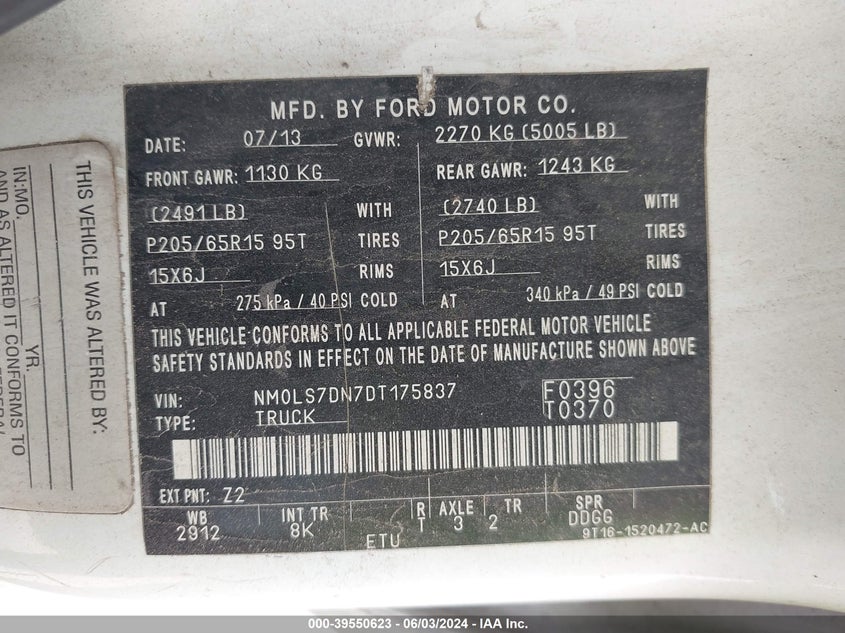 MFD. BY FORD MOTOR CO.
DATE: 07/13 GVWR: 2270 KG (5005 LB)
FRONT GAWR: 1130 KG REAR GAWR: 1243 KG
(2491 LB) WITH (2740 LB) WITH
P205/65R15 95T TIRES P205/65R15 95T TIRES
15X6J RIMS 15X6J RIMS
AT 275 kPa / 40 PSI COLD AT 340 kPa / 49 PSI COLD
THIS VEHICLE CONFORMS TO ALL APPLICABLE FEDERAL MOTOR VEHICLE
SAFETY STANDARDS IN EFFECT ON THE DATE OF MANUFACTURE SHOWN ABOVE
VIN: NM0LS7DN7DT175837 F0396
TYPE: TRUCK T0370
EXT PNT: Z2
WB INT TR R AXLE TR SPR
2912 8K T 3 2 DDGG
ETU 9T16-1520472-AC
THIS VEHICLE WAS ALTERED BY:
IN:MO. YR.
AND AS ALTERED IT CONFORMS TO
000-39550623 - 06/03/2024 - IAA Inc.